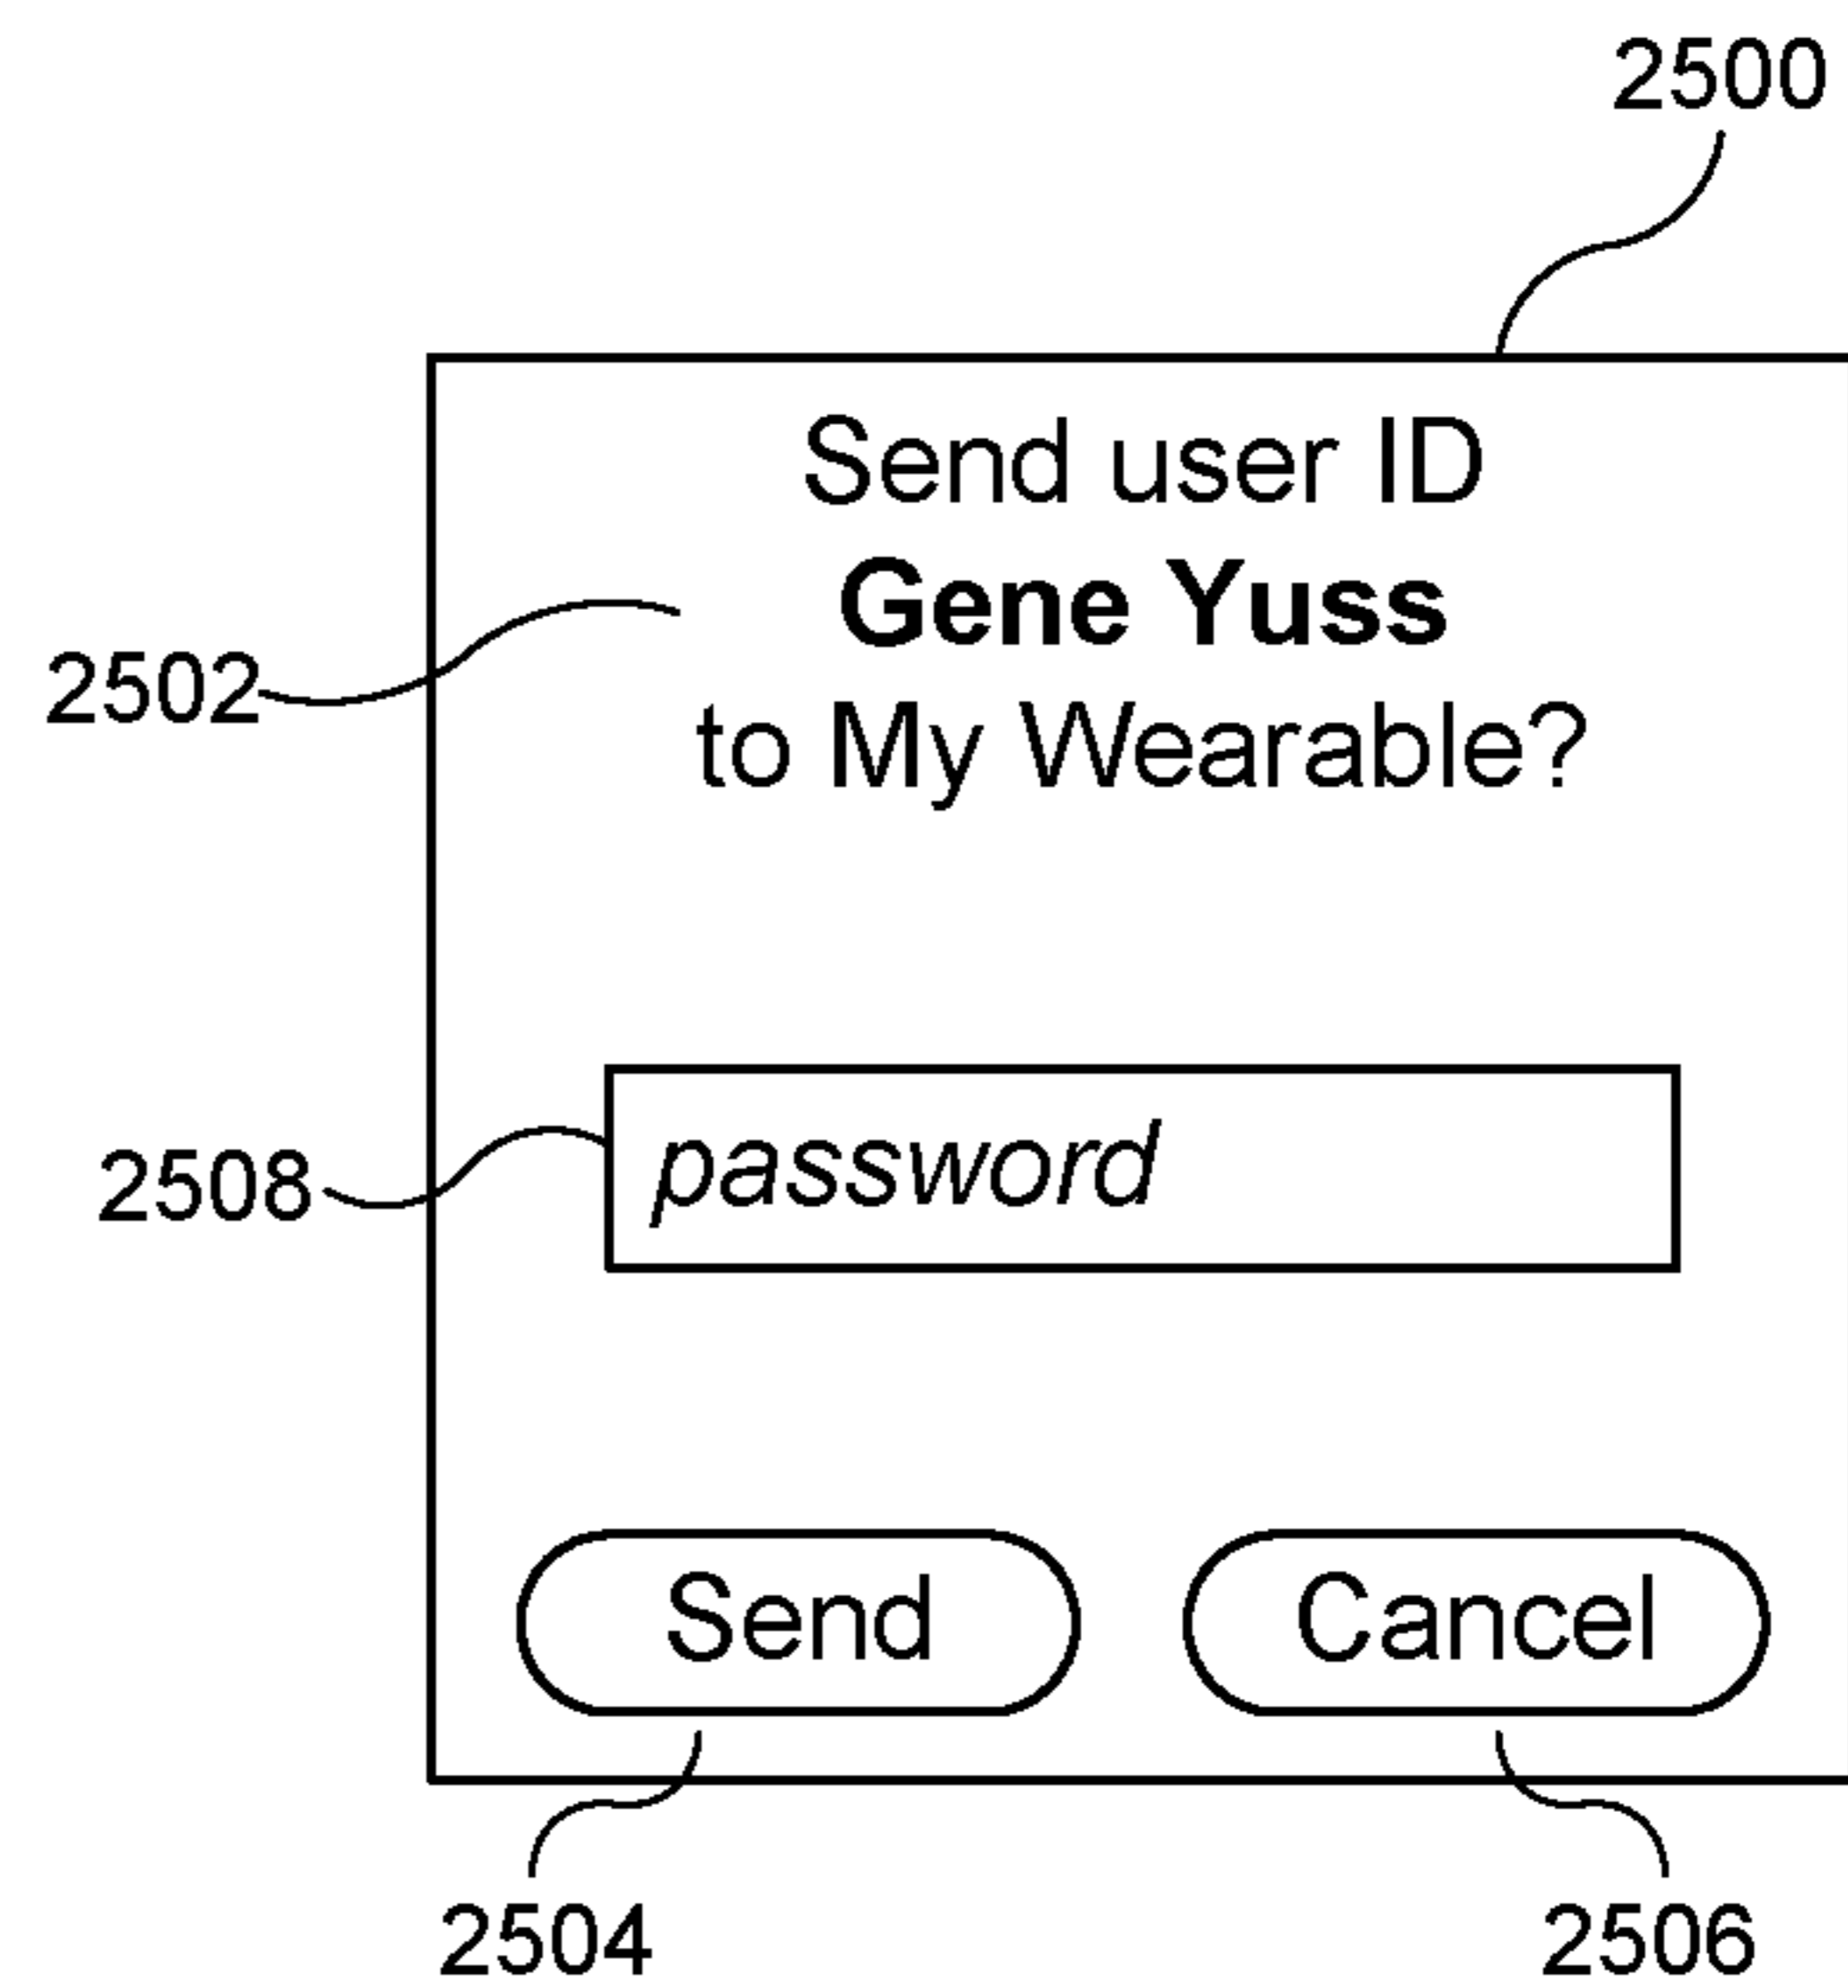 2500
Send user ID
Gene Yuss
2502
to My Wearable?
2508
password
Send
Cancel
2504
2506